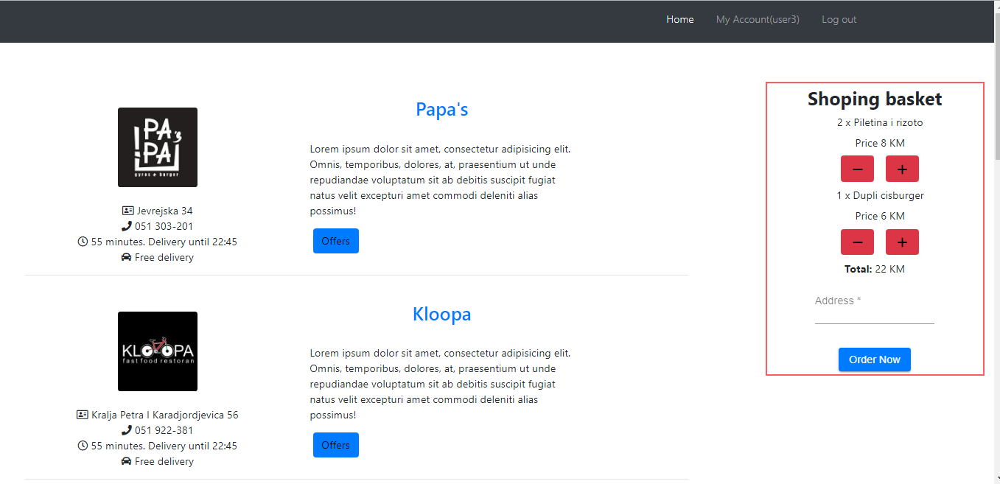 Home My Account(user3) Log out
PA
PA'S
gyros + burger
Jevrejska 34
051 303-201
55 minutes. Delivery until 22:45
Free delivery
Papa's
Lorem ipsum dolor sit amet, consectetur adipisicing elit.
Omnis, temporibus, dolores, at, praesentium ut unde
repudiandae voluptatum sit ab debitis suscipit fugiat
natus velit excepturi amet commodi deleniti alias
possimus!
Offers
KLOOPA
fast food restoran
Kralja Petra I Karadjordjevica 56
051 922-381
55 minutes. Delivery until 22:45
Free delivery
Kloopa
Lorem ipsum dolor sit amet, consectetur adipisicing elit.
Omnis, temporibus, dolores, at, praesentium ut unde
repudiandae voluptatum sit ab debitis suscipit fugiat
natus velit excepturi amet commodi deleniti alias
possimus!
Offers
Shoping basket
2 x Piletina i rizoto
Price 8 KM
− +
1 x Dupli cisburger
Price 6 KM
− +
Total: 22 KM
Address *
Order Now